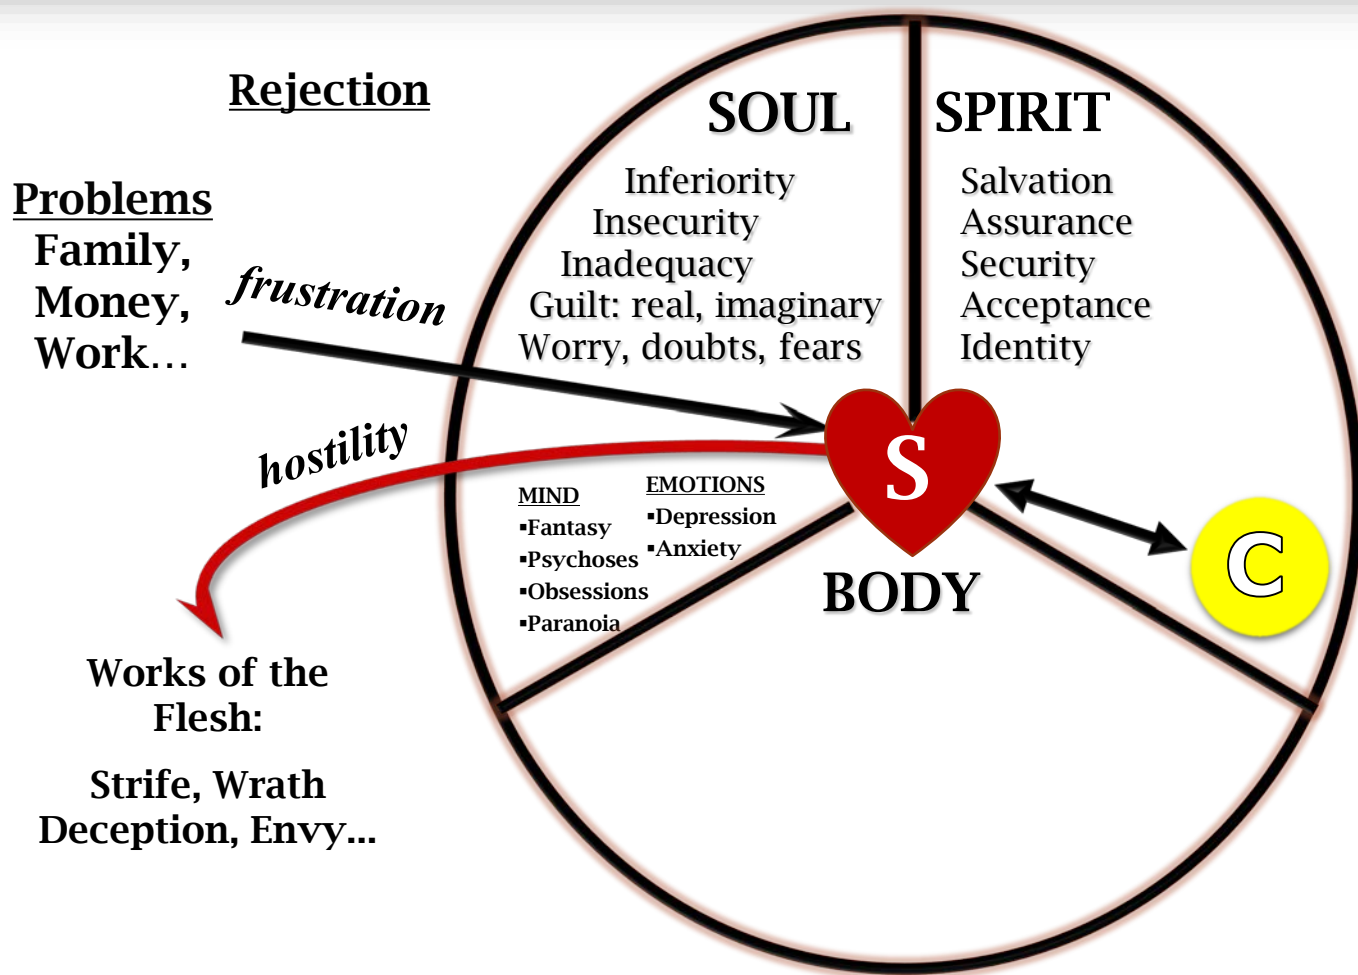 Rejection
Problems
Family,
Money,
Work…
frustration
hostility
Works of the
Flesh:
Strife, Wrath
Deception, Envy...
SOUL
Inferiority
Insecurity
Inadequacy
Guilt: real, imaginary
Worry, doubts, fears
SPIRIT
Salvation
Assurance
Security
Acceptance
Identity
S
MIND
▪Fantasy
▪Psychoses
▪Obsessions
▪Paranoia
EMOTIONS
▪Depression
▪Anxiety
BODY
C